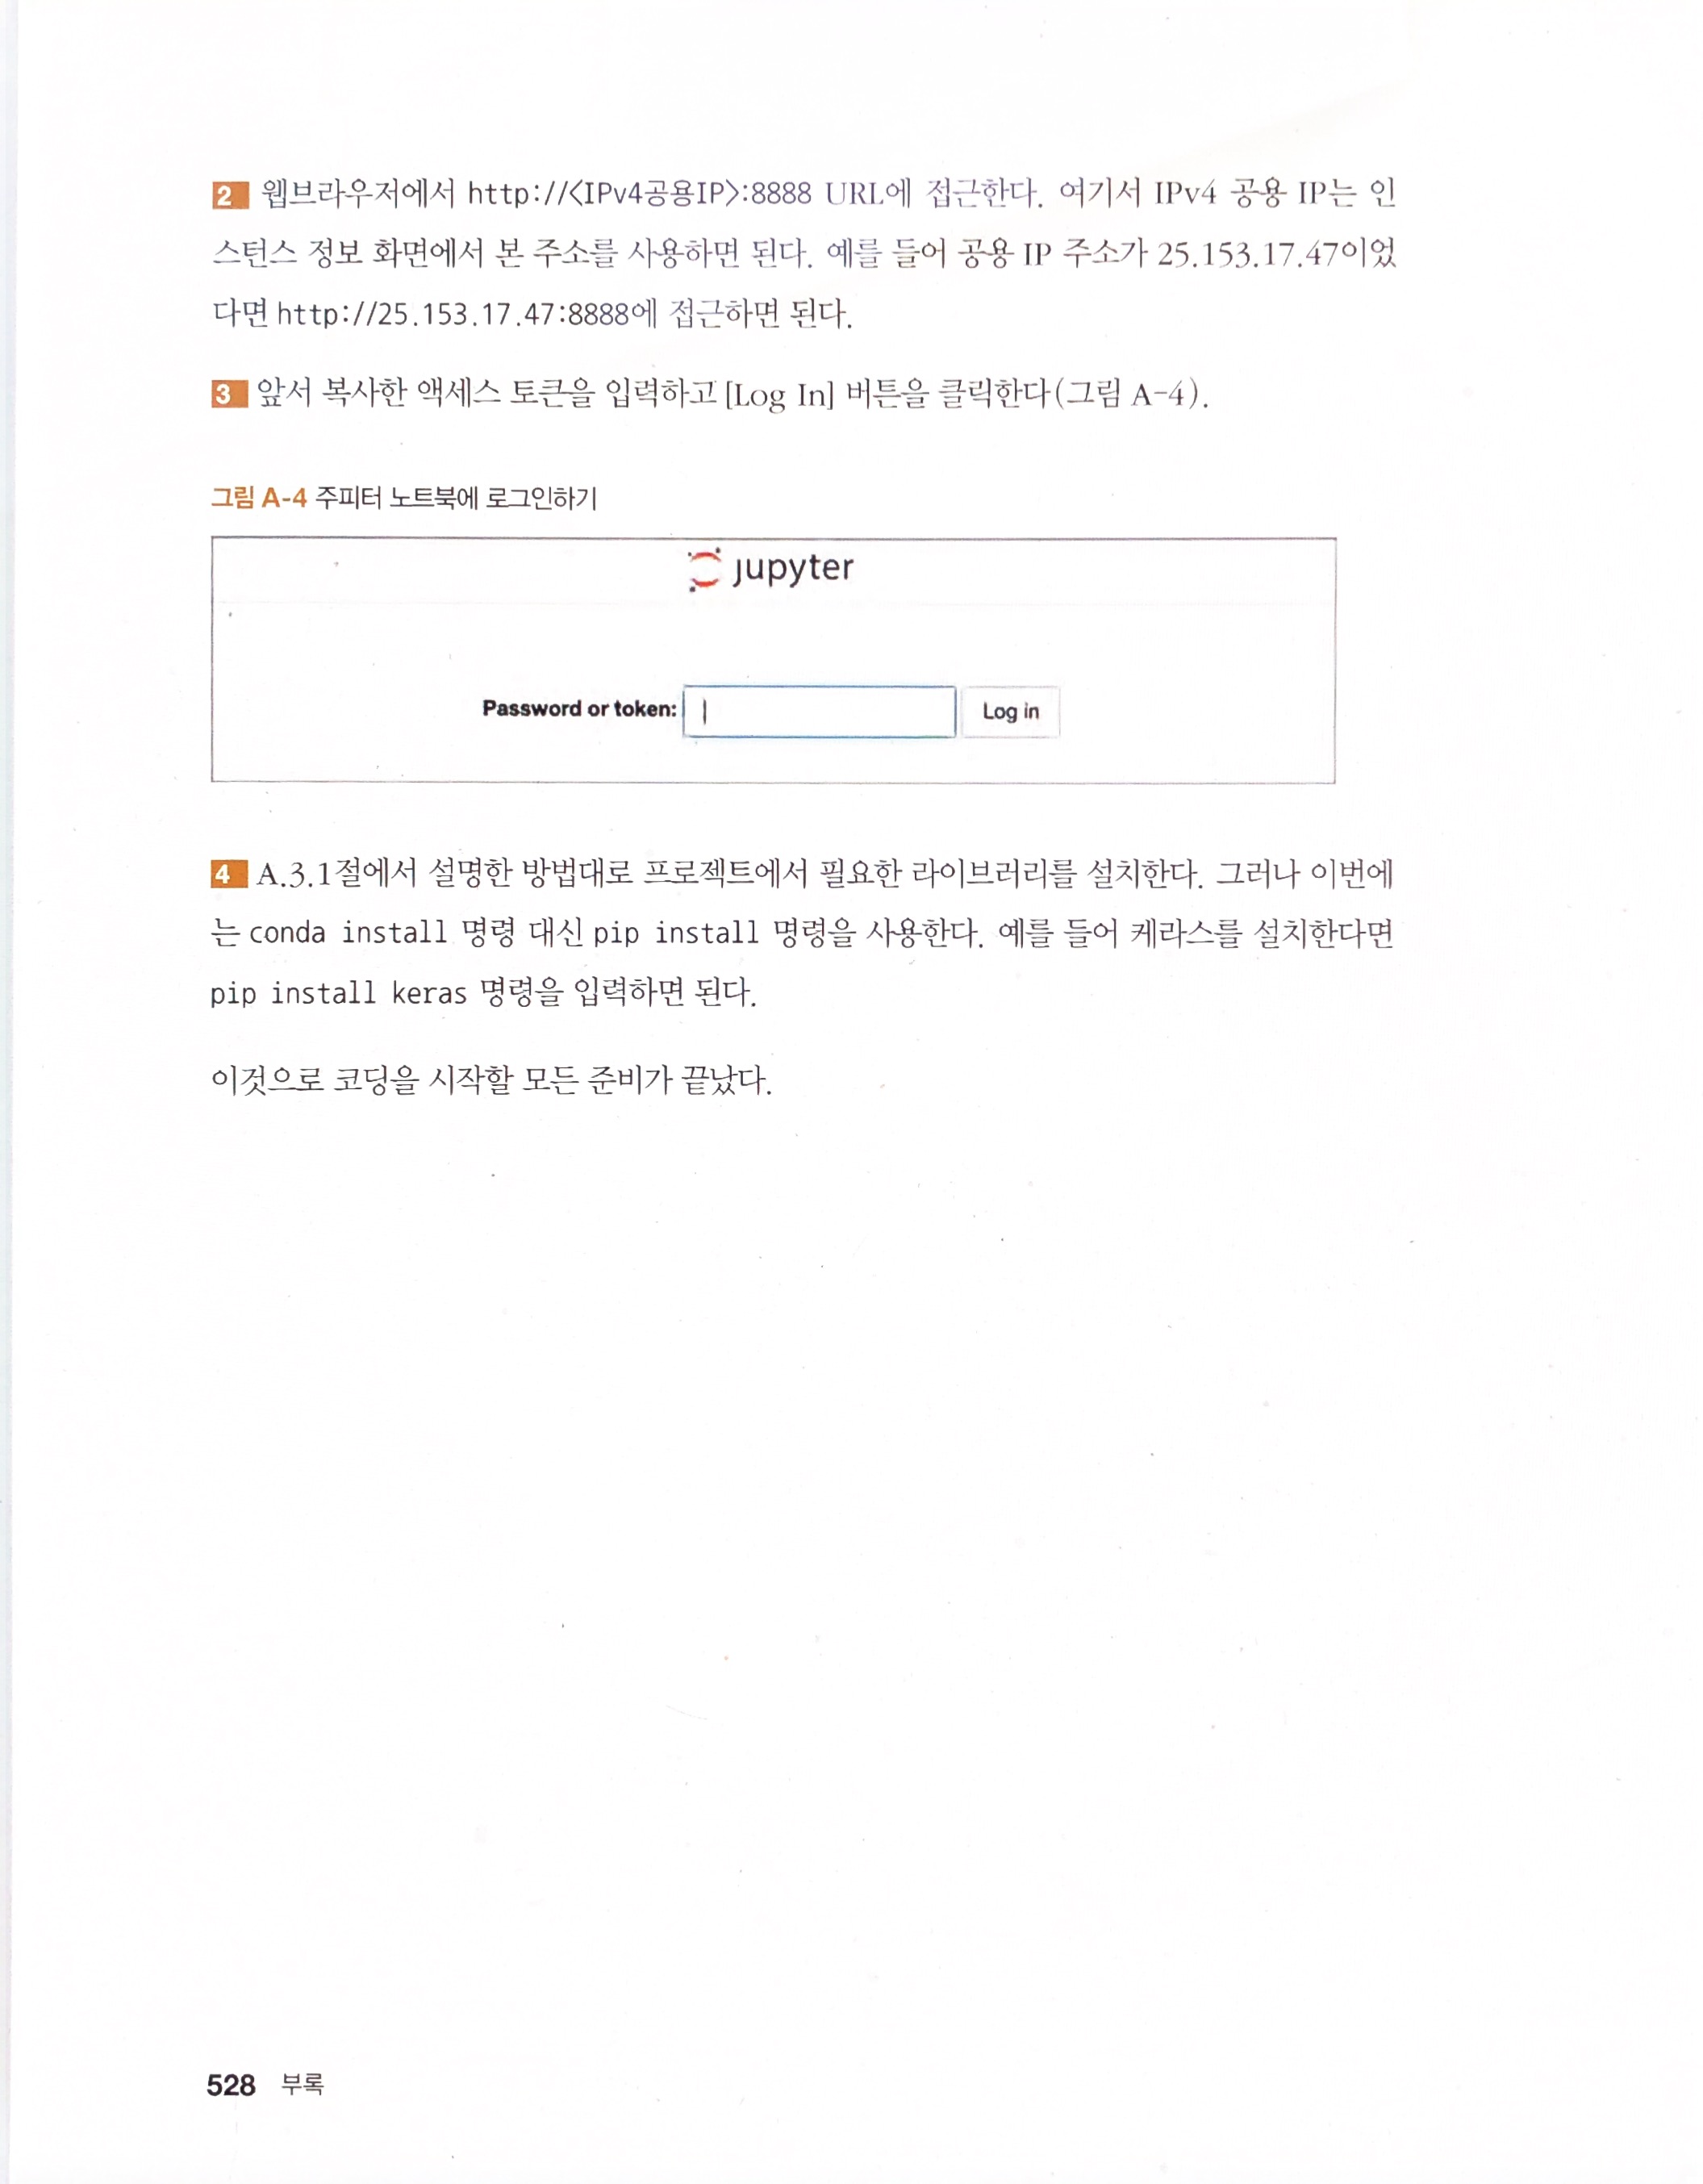 2 웹브라우저에서 http://<IPv4공용IP>:8888 URL에 접근한다. 여기서 IPv4 공용 IP는 인
스턴스 정보 화면에서 본 주소를 사용하면 된다. 예를 들어 공용 IP 주소가 25.153.17.47이었
다면 http://25.153.17.47:8888에 접근하면 된다.
3 앞서 복사한 액세스 토큰을 입력하고 [Log In] 버튼을 클릭한다(그림 A-4).
그림 A-4 주피터 노트북에 로그인하기
jupyter
Password or token: Log in
4 A.3.1절에서 설명한 방법대로 프로젝트에서 필요한 라이브러리를 설치한다. 그러나 이번에
는 conda install 명령 대신 pip install 명령을 사용한다. 예를 들어 케라스를 설치한다면
pip install keras 명령을 입력하면 된다.
이것으로 코딩을 시작할 모든 준비가 끝났다.
528 부록